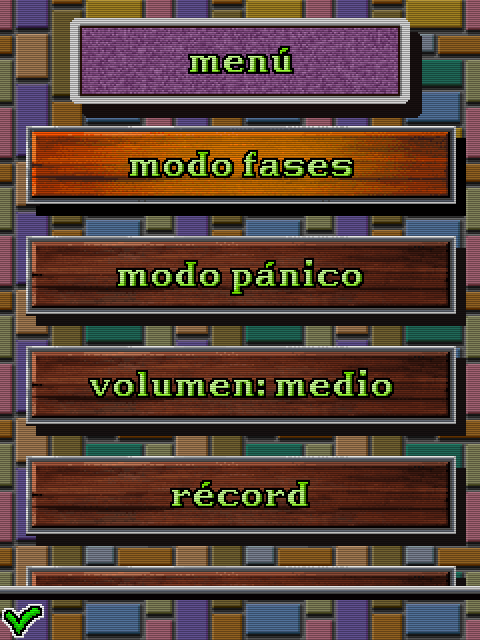 menú
modo fases
modo pánico
volumen: medio
récord